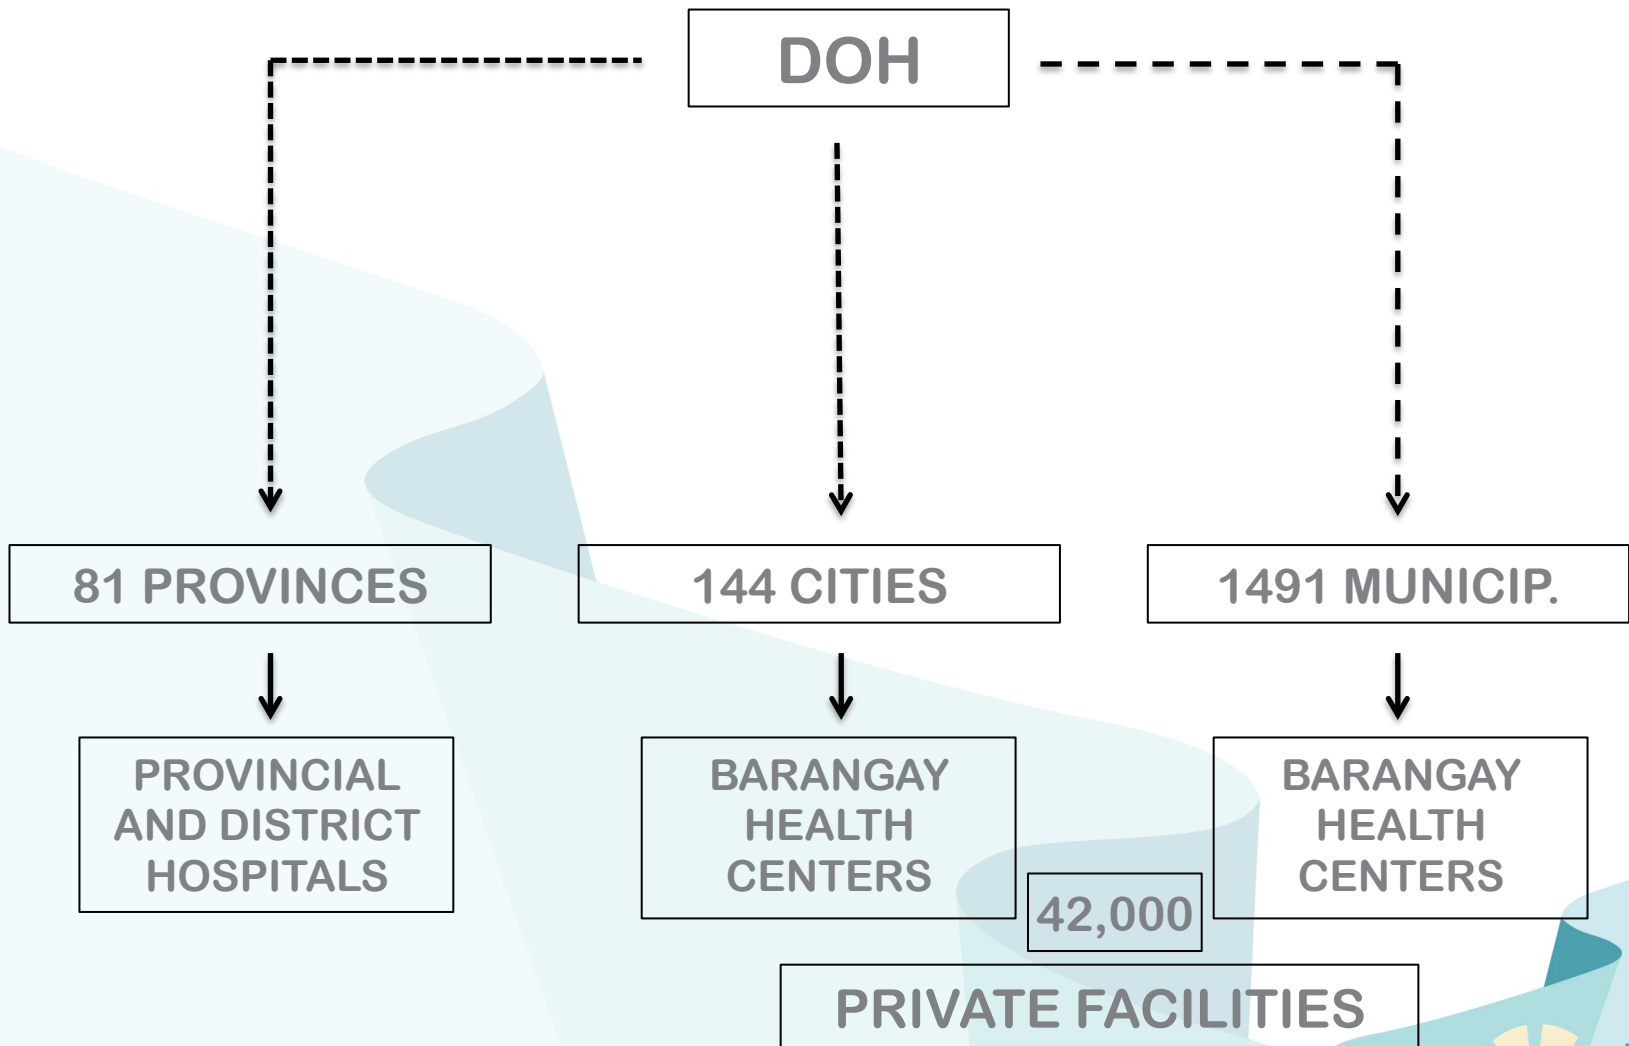 DOH
81 PROVINCES
144 CITIES
1491 MUNICIP.
PROVINCIAL
AND DISTRICT
HOSPITALS
BARANGAY
HEALTH
CENTERS
BARANGAY
HEALTH
CENTERS
42,000
PRIVATE FACILITIES